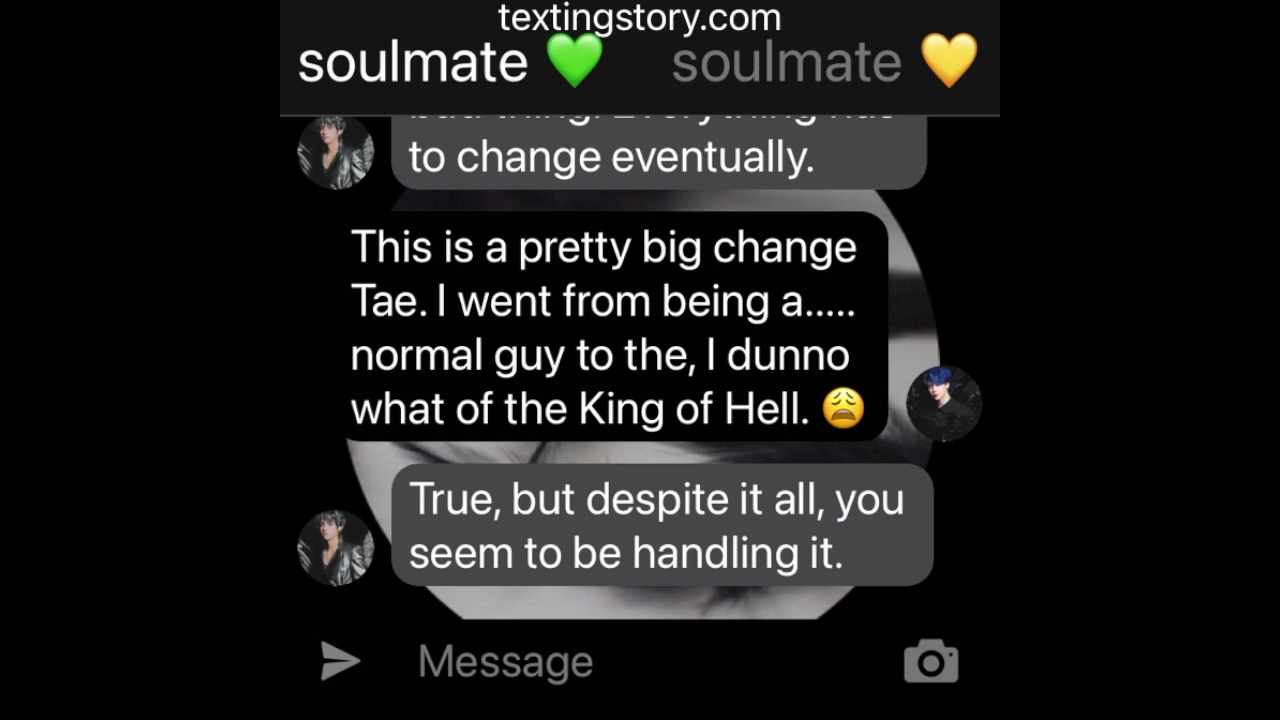 textingstory.com
soulmate 💚 soulmate 💛
to change eventually.
This is a pretty big change
Tae. I went from being a.....
normal guy to the, I dunno
what of the King of Hell. 😩
True, but despite it all, you
seem to be handling it.
Message